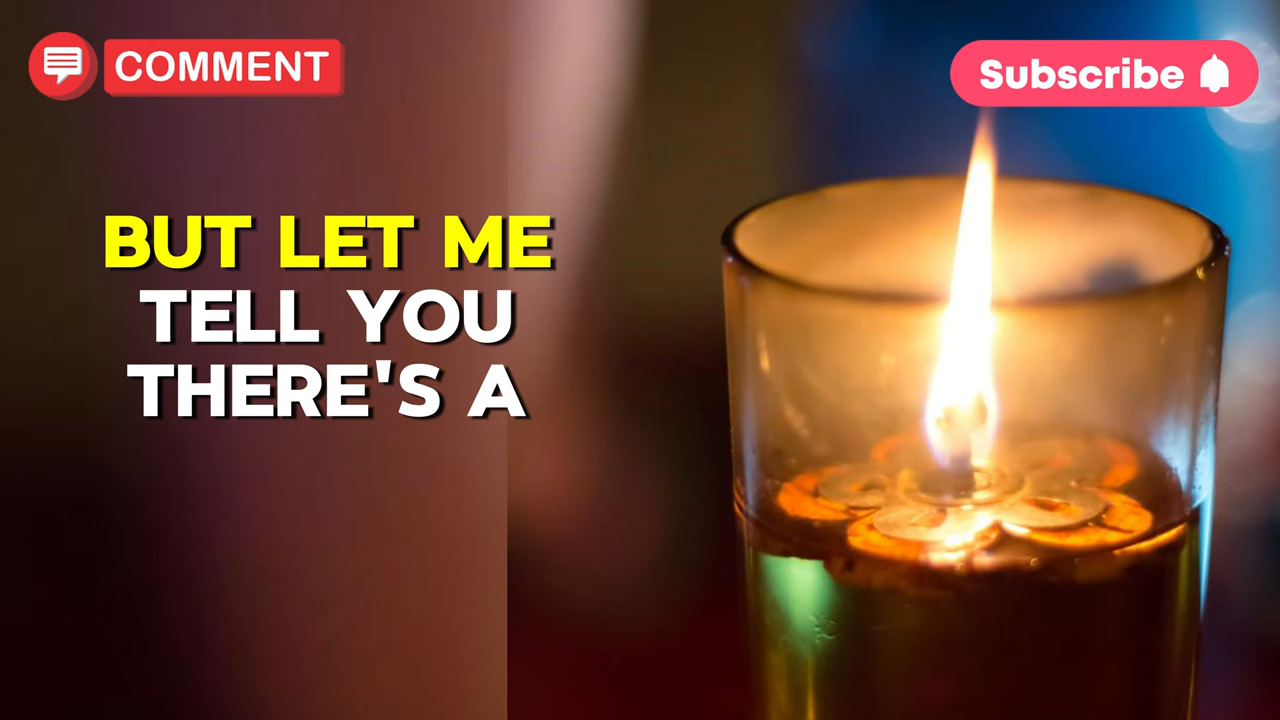 COMMENT
Subscribe
BUT LET ME
TELL YOU
THERE'S A